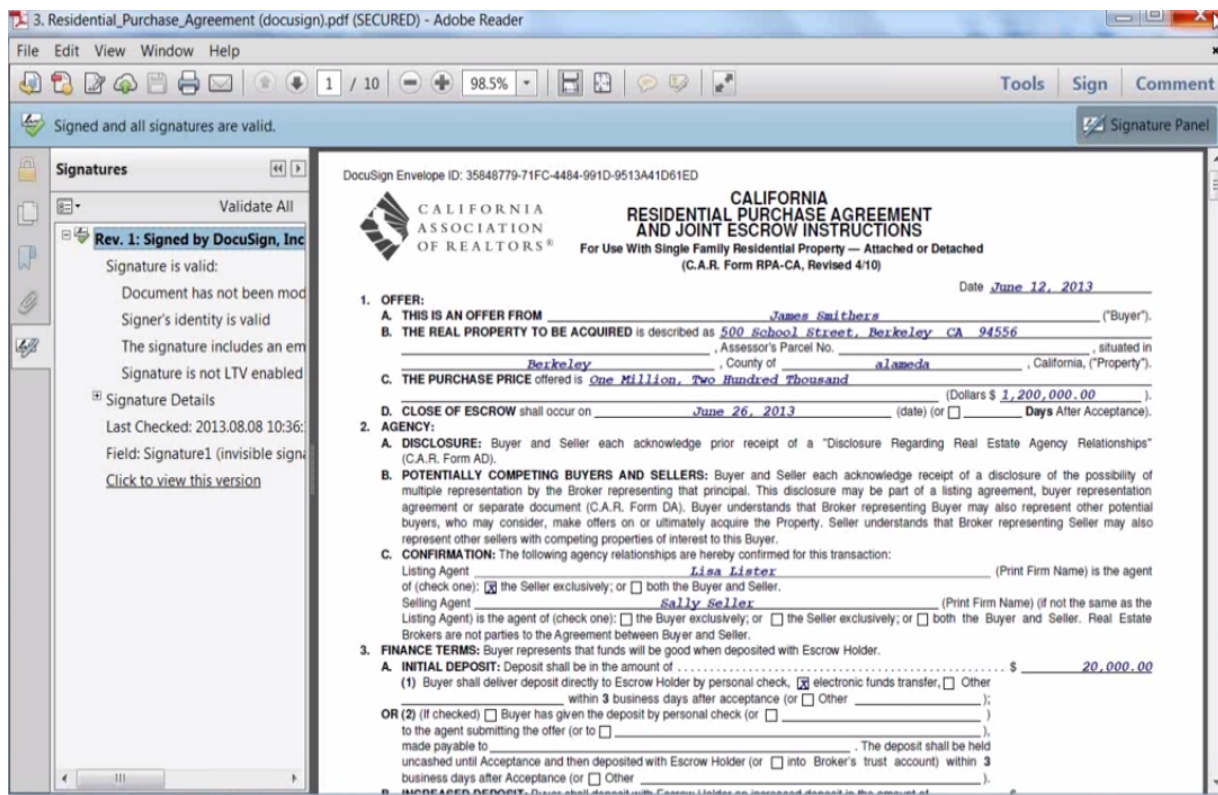 3. Residential_Purchase_Agreement (docusign).pdf (SECURED) - Adobe Reader
File Edit View Window Help
1 / 10 98.5% Tools Sign Comment
Signed and all signatures are valid. Signature Panel
Signatures
Validate All
Rev. 1: Signed by DocuSign, Inc
Signature is valid:
Document has not been mod
Signer's identity is valid
The signature includes an em
Signature is not LTV enabled
Signature Details
Last Checked: 2013.08.08 10:36:
Field: Signature1 (invisible signa
Click to view this version
DocuSign Envelope ID: 35848779-71FC-4484-991D-9513A41D61ED
CALIFORNIA
ASSOCIATION
OF REALTORS®
CALIFORNIA
RESIDENTIAL PURCHASE AGREEMENT
AND JOINT ESCROW INSTRUCTIONS
For Use With Single Family Residential Property — Attached or Detached
(C.A.R. Form RPA-CA, Revised 4/10)
Date June 12, 2013
1. OFFER:
A. THIS IS AN OFFER FROM James Smithers ("Buyer").
B. THE REAL PROPERTY TO BE ACQUIRED is described as 500 School Street, Berkeley CA 94556
, Assessor's Parcel No. , situated in
Berkeley , County of alameda , California, ("Property").
C. THE PURCHASE PRICE offered is One Million, Two Hundred Thousand
(Dollars $ 1,200,000.00 ).
D. CLOSE OF ESCROW shall occur on June 26, 2013 (date) (or Days After Acceptance).
2. AGENCY:
A. DISCLOSURE: Buyer and Seller each acknowledge prior receipt of a "Disclosure Regarding Real Estate Agency Relationships"
(C.A.R. Form AD).
B. POTENTIALLY COMPETING BUYERS AND SELLERS: Buyer and Seller each acknowledge receipt of a disclosure of the possibility of
multiple representation by the Broker representing that principal. This disclosure may be part of a listing agreement, buyer representation
agreement or separate document (C.A.R. Form DA). Buyer understands that Broker representing Buyer may also represent other potential
buyers, who may consider, make offers on or ultimately acquire the Property. Seller understands that Broker representing Seller may also
represent other sellers with competing properties of interest to this Buyer.
C. CONFIRMATION: The following agency relationships are hereby confirmed for this transaction:
Listing Agent Lisa Lister (Print Firm Name) is the agent
of (check one): X the Seller exclusively; or both the Buyer and Seller.
Selling Agent Sally Seller (Print Firm Name) (if not the same as the
Listing Agent) is the agent of (check one): the Buyer exclusively; or the Seller exclusively; or both the Buyer and Seller. Real Estate
Brokers are not parties to the Agreement between Buyer and Seller.
3. FINANCE TERMS: Buyer represents that funds will be good when deposited with Escrow Holder.
A. INITIAL DEPOSIT: Deposit shall be in the amount of . . . . . . . . . . $ 20,000.00
(1) Buyer shall deliver deposit directly to Escrow Holder by personal check, X electronic funds transfer, Other
within 3 business days after acceptance (or Other );
OR (2) (If checked) Buyer has given the deposit by personal check (or )
to the agent submitting the offer (or to ),
made payable to . The deposit shall be held
uncashed until Acceptance and then deposited with Escrow Holder (or into Broker's trust account) within 3
business days after Acceptance (or Other ).
B. INCREASED DEPOSIT: Buyer shall deposit with Escrow Holder an increased deposit in the amount of